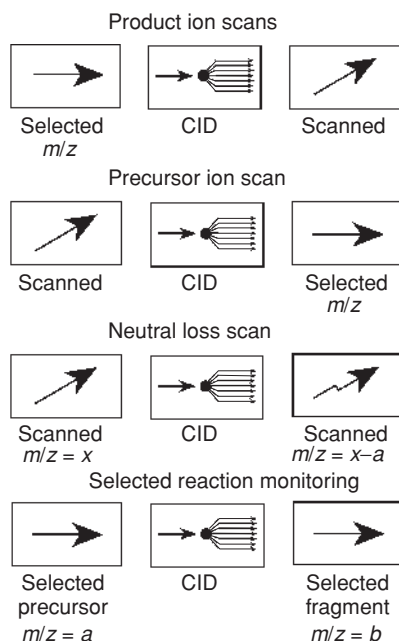 Product ion scans
Selected CID Scanned
m/z
Precursor ion scan
Scanned CID Selected
m/z
Neutral loss scan
Scanned CID Scanned
m/z = x m/z = x–a
Selected reaction monitoring
Selected CID Selected
precursor fragment
m/z = a m/z = b